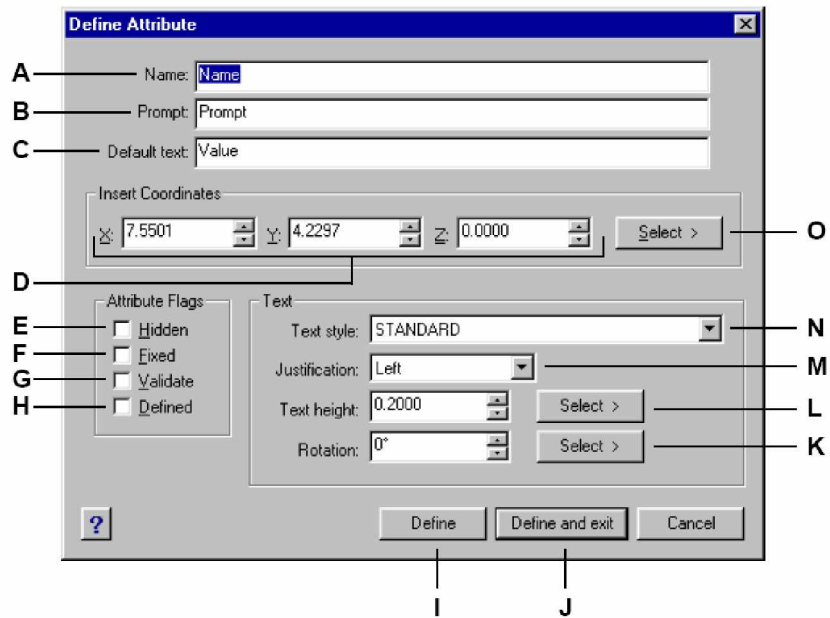 Define Attribute
A Name: Name
B Prompt: Prompt
C Default text: Value
Insert Coordinates
X: 7.5501 Y: 4.2297 Z: 0.0000 Select > O
D
Attribute Flags Text
E Hidden Text style: STANDARD N
F Fixed
G Validate Justification: Left M
H Defined Text height: 0.2000 Select > L
Rotation: 0° Select > K
? Define Define and exit Cancel
I J